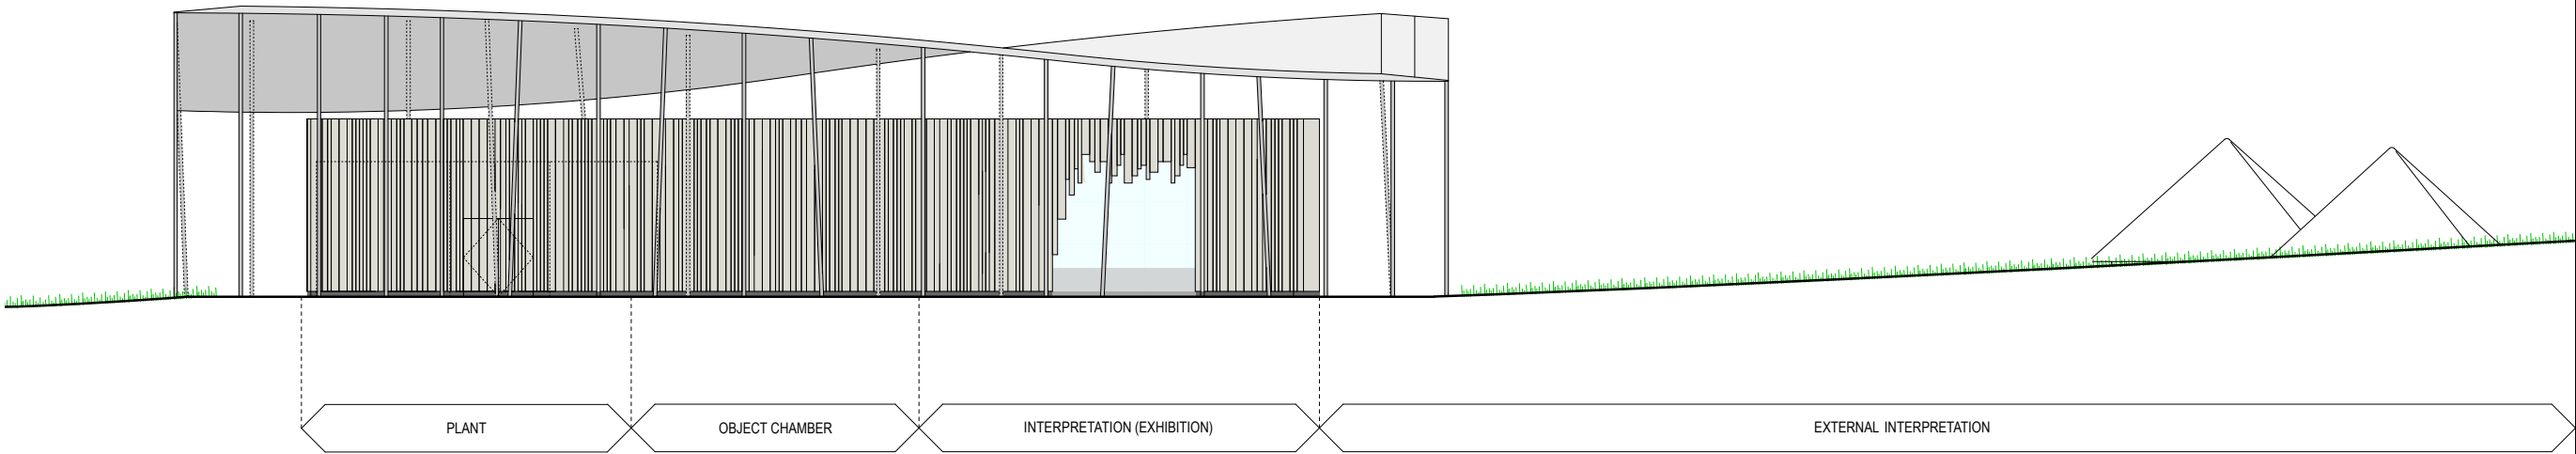 PLANT
OBJECT CHAMBER
INTERPRETATION (EXHIBITION)
EXTERNAL INTERPRETATION